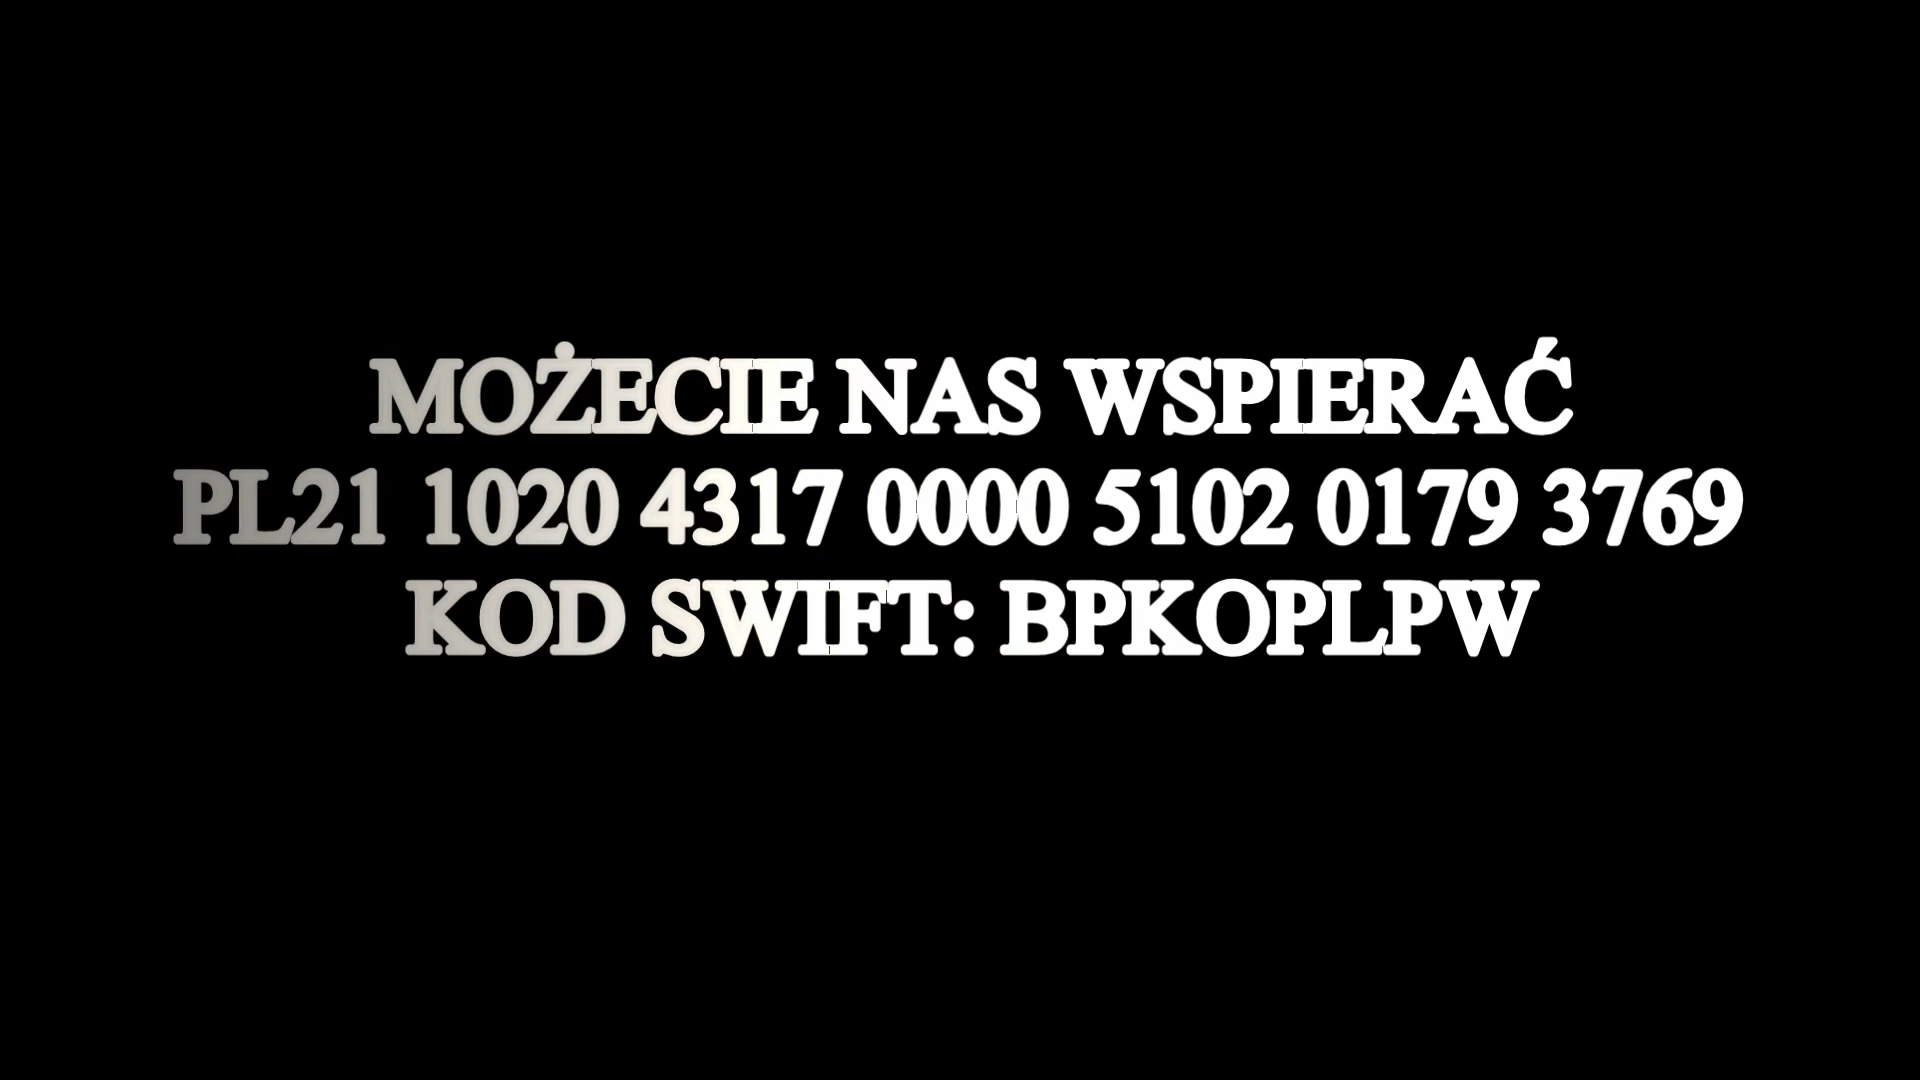 MOŻECIE NAS WSPIERAĆ
PL21 1020 4317 0000 5102 0179 3769
KOD SWIFT: BPKOPLPW